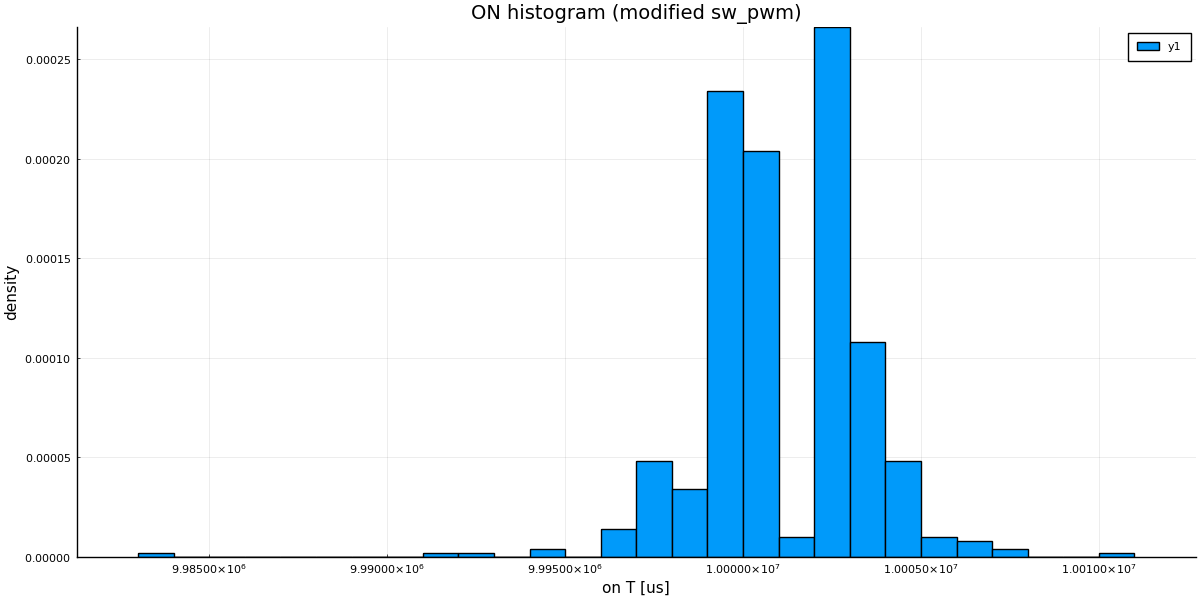 ON histogram (modified sw_pwm)
y1
density
0.00025
0.00020
0.00015
0.00010
0.00005
0.00000
9.98500×10⁶ 9.99000×10⁶ 9.99500×10⁶ 1.00000×10⁷ 1.00050×10⁷ 1.00100×10⁷
on T [us]